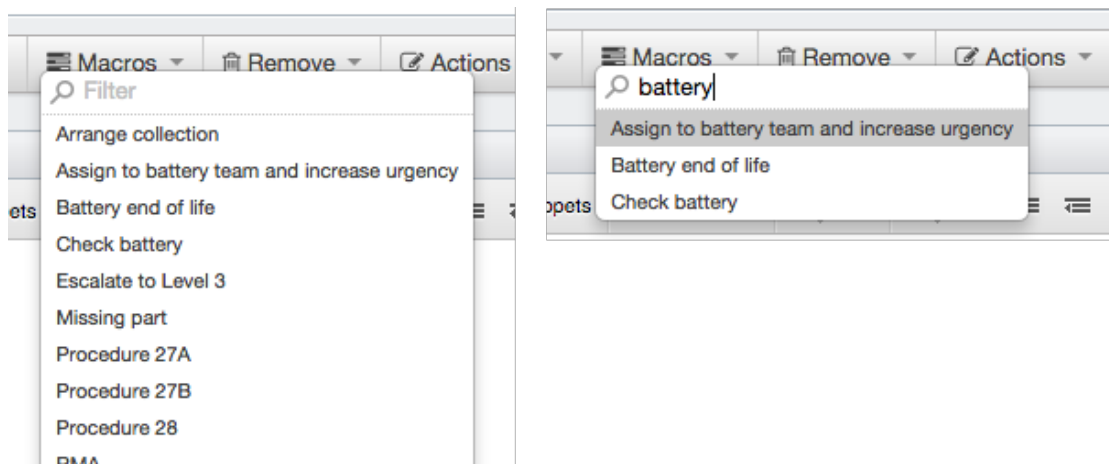 Macros Remove Actions
Filter
Arrange collection
Assign to battery team and increase urgency
Battery end of life
Check battery
Escalate to Level 3
Missing part
Procedure 27A
Procedure 27B
Procedure 28
RMA
Macros Remove Actions
battery
Assign to battery team and increase urgency
Battery end of life
Check battery